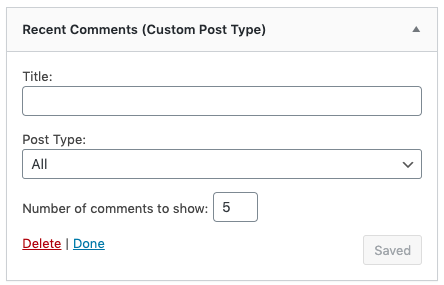 Recent Comments (Custom Post Type)
Title:
Post Type:
All
Number of comments to show: 5
Delete | Done
Saved